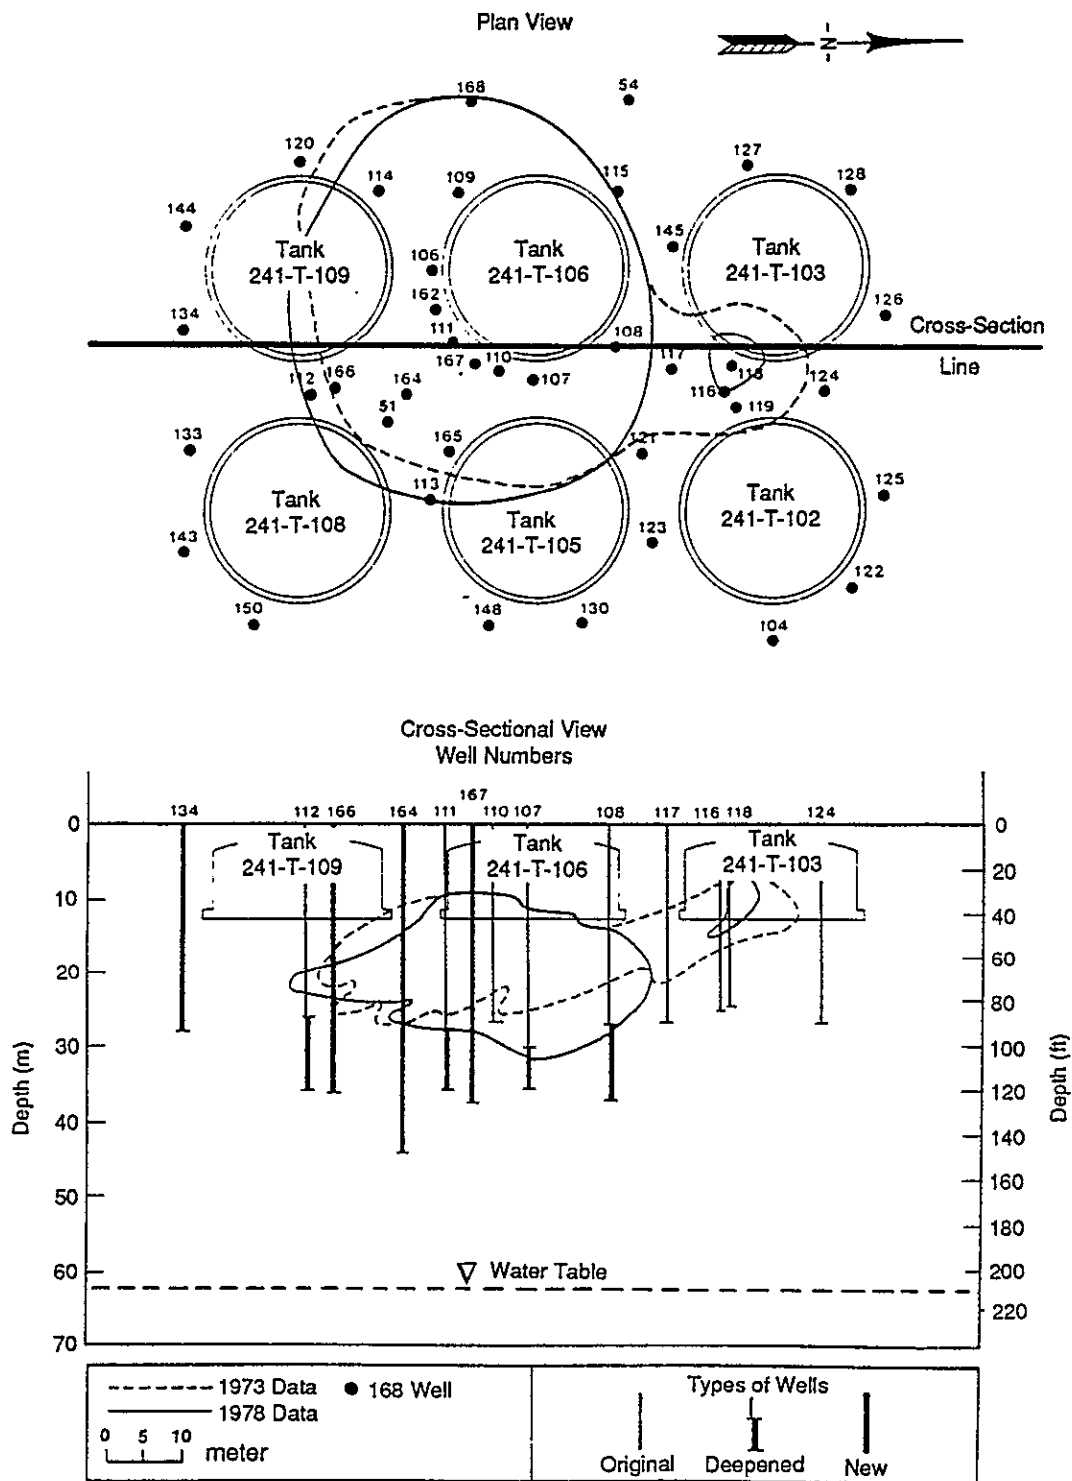 Plan View
N
168
54
120
127
114
109
115
128
144
145
Tank
241-T-109
Tank
241-T-106
Tank
241-T-103
106
162
126
134
111
108
Cross-Section
Line
167
110
117
118
112
166
164
107
116
124
51
119
133
165
121
113
125
Tank
241-T-108
Tank
241-T-105
Tank
241-T-102
143
123
122
150
148
130
104
Cross-Sectional View
Well Numbers
134 112 166 164 111 167 110 107 108 117 116 118 124
0 0
Tank
241-T-109
Tank
241-T-106
Tank
241-T-103
20
10
40
60
20
80
30
100
120
40
140
50
160
180
60
200
Water Table
220
70
Depth (m)
Depth (ft)
1973 Data
168 Well
1978 Data
0 5 10
meter
Types of Wells
Original Deepened New